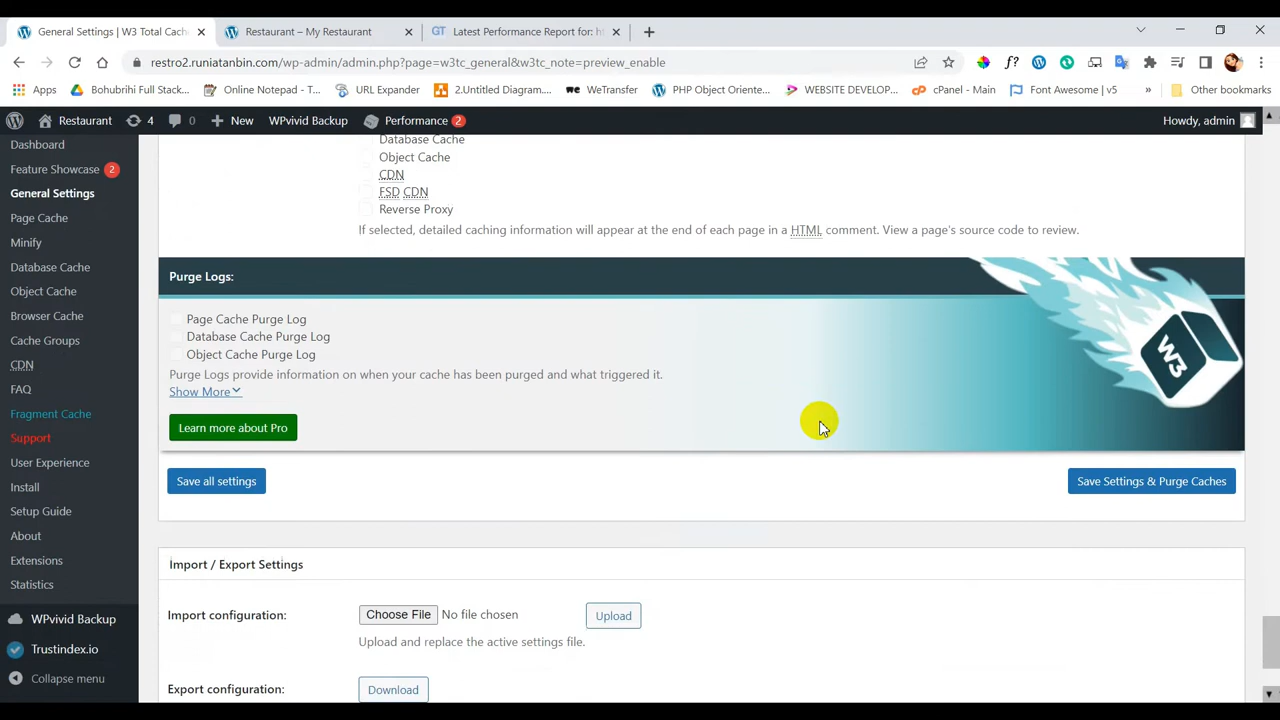 General Settings | W3 Total Cach
Restaurant – My Restaurant
GT
Latest Performance Report for: h
restro2.runiatanbin.com/wp-admin/admin.php?page=w3tc_general&w3tc_note=preview_enable
Apps
Bohubrihi Full Stack...
Online Notepad - T...
URL Expander
2.Untitled Diagram....
WeTransfer
PHP Object Oriente...
WEBSITE DEVELOP...
cPanel - Main
Font Awesome | v5
»
Other bookmarks
Restaurant
4
0
New
WPvivid Backup
Performance 2
Howdy, admin
Dashboard
Feature Showcase 2
General Settings
Page Cache
Minify
Database Cache
Object Cache
Browser Cache
Cache Groups
CDN
FAQ
Fragment Cache
Support
User Experience
Install
Setup Guide
About
Extensions
Statistics
WPvivid Backup
Trustindex.io
Collapse menu
Database Cache
Object Cache
CDN
FSD CDN
Reverse Proxy
If selected, detailed caching information will appear at the end of each page in a HTML comment. View a page's source code to review.
Purge Logs:
W3
Page Cache Purge Log
Database Cache Purge Log
Object Cache Purge Log
Purge Logs provide information on when your cache has been purged and what triggered it.
Show More
Learn more about Pro
Save all settings
Save Settings & Purge Caches
Import / Export Settings
Import configuration:
Choose File No file chosen
Upload
Upload and replace the active settings file.
Export configuration:
Download